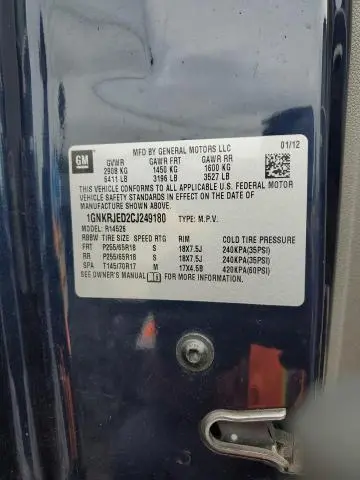 GM
MFD BY GENERAL MOTORS LLC
01/12
GVWR GAWR FRT GAWR RR
2908 KG 1450 KG 1600 KG
6411 LB 3196 LB 3527 LB
THIS VEHICLE CONFORMS TO ALL APPLICABLE U.S. FEDERAL MOTOR
VEHICLE SAFETY STANDARDS IN EFFECT ON THE DATE OF
MANUFACTURE SHOWN ABOVE.
1GNKRJED2CJ249180 TYPE: M.P.V.
MODEL: R14526
TIRE SIZE SPEED RTG RIM COLD TIRE PRESSURE
FRT P255/65R18 S 18X7.5J 240KPA(35PSI)
RR P255/65R18 S 18X7.5J 240KPA(35PSI)
SPA T145/70R17 M 17X4.5B 420KPA(60PSI)
SEE OWNER'S MANUAL FOR MORE INFORMATION